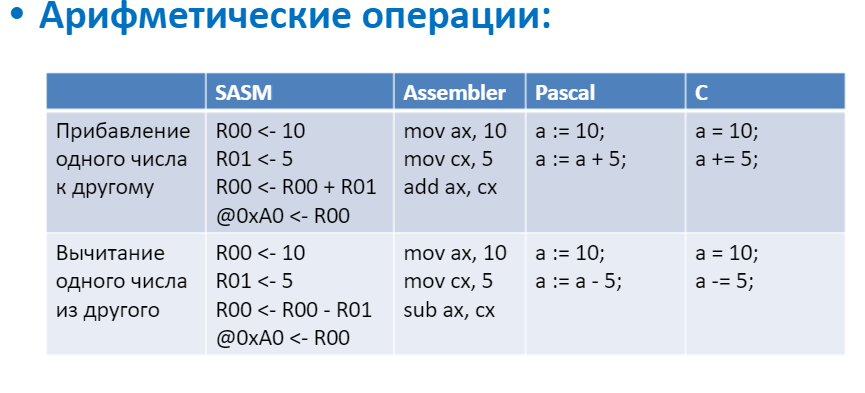 • Арифметические операции:
SASM Assembler Pascal C
Прибавление R00 <- 10 mov ax, 10 a := 10; a = 10;
одного числа R01 <- 5 mov cx, 5 a := a + 5; a += 5;
к другому R00 <- R00 + R01 add ax, cx
@0xA0 <- R00
Вычитание R00 <- 10 mov ax, 10 a := 10; a = 10;
одного числа R01 <- 5 mov cx, 5 a := a - 5; a -= 5;
из другого R00 <- R00 - R01 sub ax, cx
@0xA0 <- R00